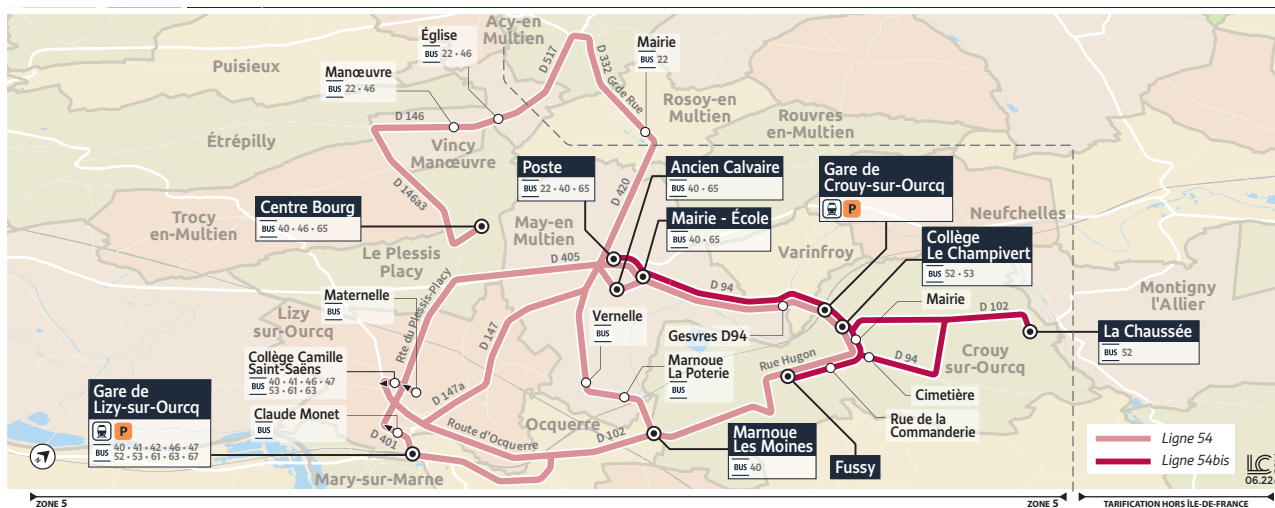 Acy-en
Multien
Puisieux
Église
BUS 22 • 46
D 517
D 332 Gr.de Rue
Mairie
BUS 22
Manœuvre
BUS 22 • 46
D 146
Vincy
Manœuvre
Rosoy-en
Multien
Rouvres
en-Multien
Étrépilly
D 146a3
Poste
BUS 22 • 40 • 65
D 420
Ancien Calvaire
BUS 40 • 65
Gare de
Crouy-sur-Ourcq
P
Centre Bourg
BUS 40 • 46 • 65
Trocy
en-Multien
Le Plessis
Placy
May-en
Multien
Mairie - École
BUS 40 • 65
Varinfroy
Neufchelles
Collège
Le Champivert
BUS 52 • 53
Montigny
l'Allier
D 405
D 94
Rte du Plessis-Placy
Maternelle
Mairie
D 102
Lizy
sur-Ourcq
D 147
Vernelle
BUS
Gesvres D94
La Chaussée
BUS 52
Collège Camille
Saint-Saëns
BUS 40 • 41 • 46 • 47
53 • 61 • 63
Marnoue
La Poterie
BUS
Rue Hugon
D 94
Crouy
sur-Ourcq
Cimetière
Gare de
Lizy-sur-Ourcq
P
BUS 40 • 41 • 42 • 46 • 47
52 • 53 • 61 • 63 • 67
D 147a
Claude Monet
BUS
D 401
Route d'Ocquerre
Ocquerre
D 102
Rue de la
Commanderie
Marnoue
Les Moines
BUS 40
Fussy
Mary-sur-Marne
Ligne 54
Ligne 54bis
LC
06.22
ZONE 5
ZONE 5
TARIFICATION HORS ÎLE-DE-FRANCE